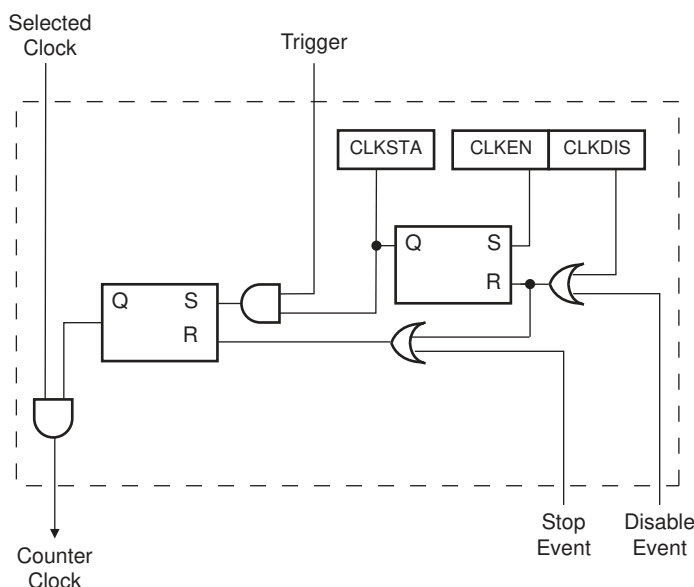 Selected
Clock
Trigger
CLKSTA
CLKEN
CLKDIS
Q
S
R
Q
S
R
Stop
Event
Disable
Event
Counter
Clock